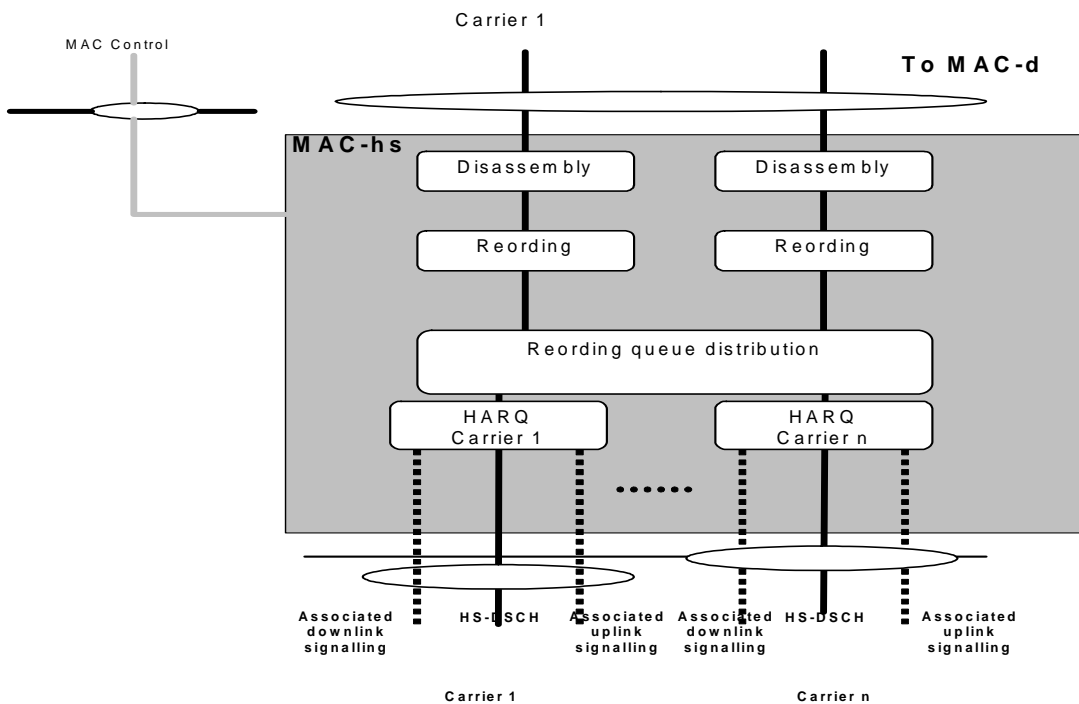 Carrier 1
MAC Control
To MAC-d
MAC-hs
Disassembly
Disassembly
Reording
Reording
Reording queue distribution
HARQ
Carrier 1
HARQ
Carrier n
Associated
downlink
signalling
HS-DSCH
Associated
uplink
signalling
Associated
downlink
signalling
HS-DSCH
Associated
uplink
signalling
Carrier 1
Carrier n